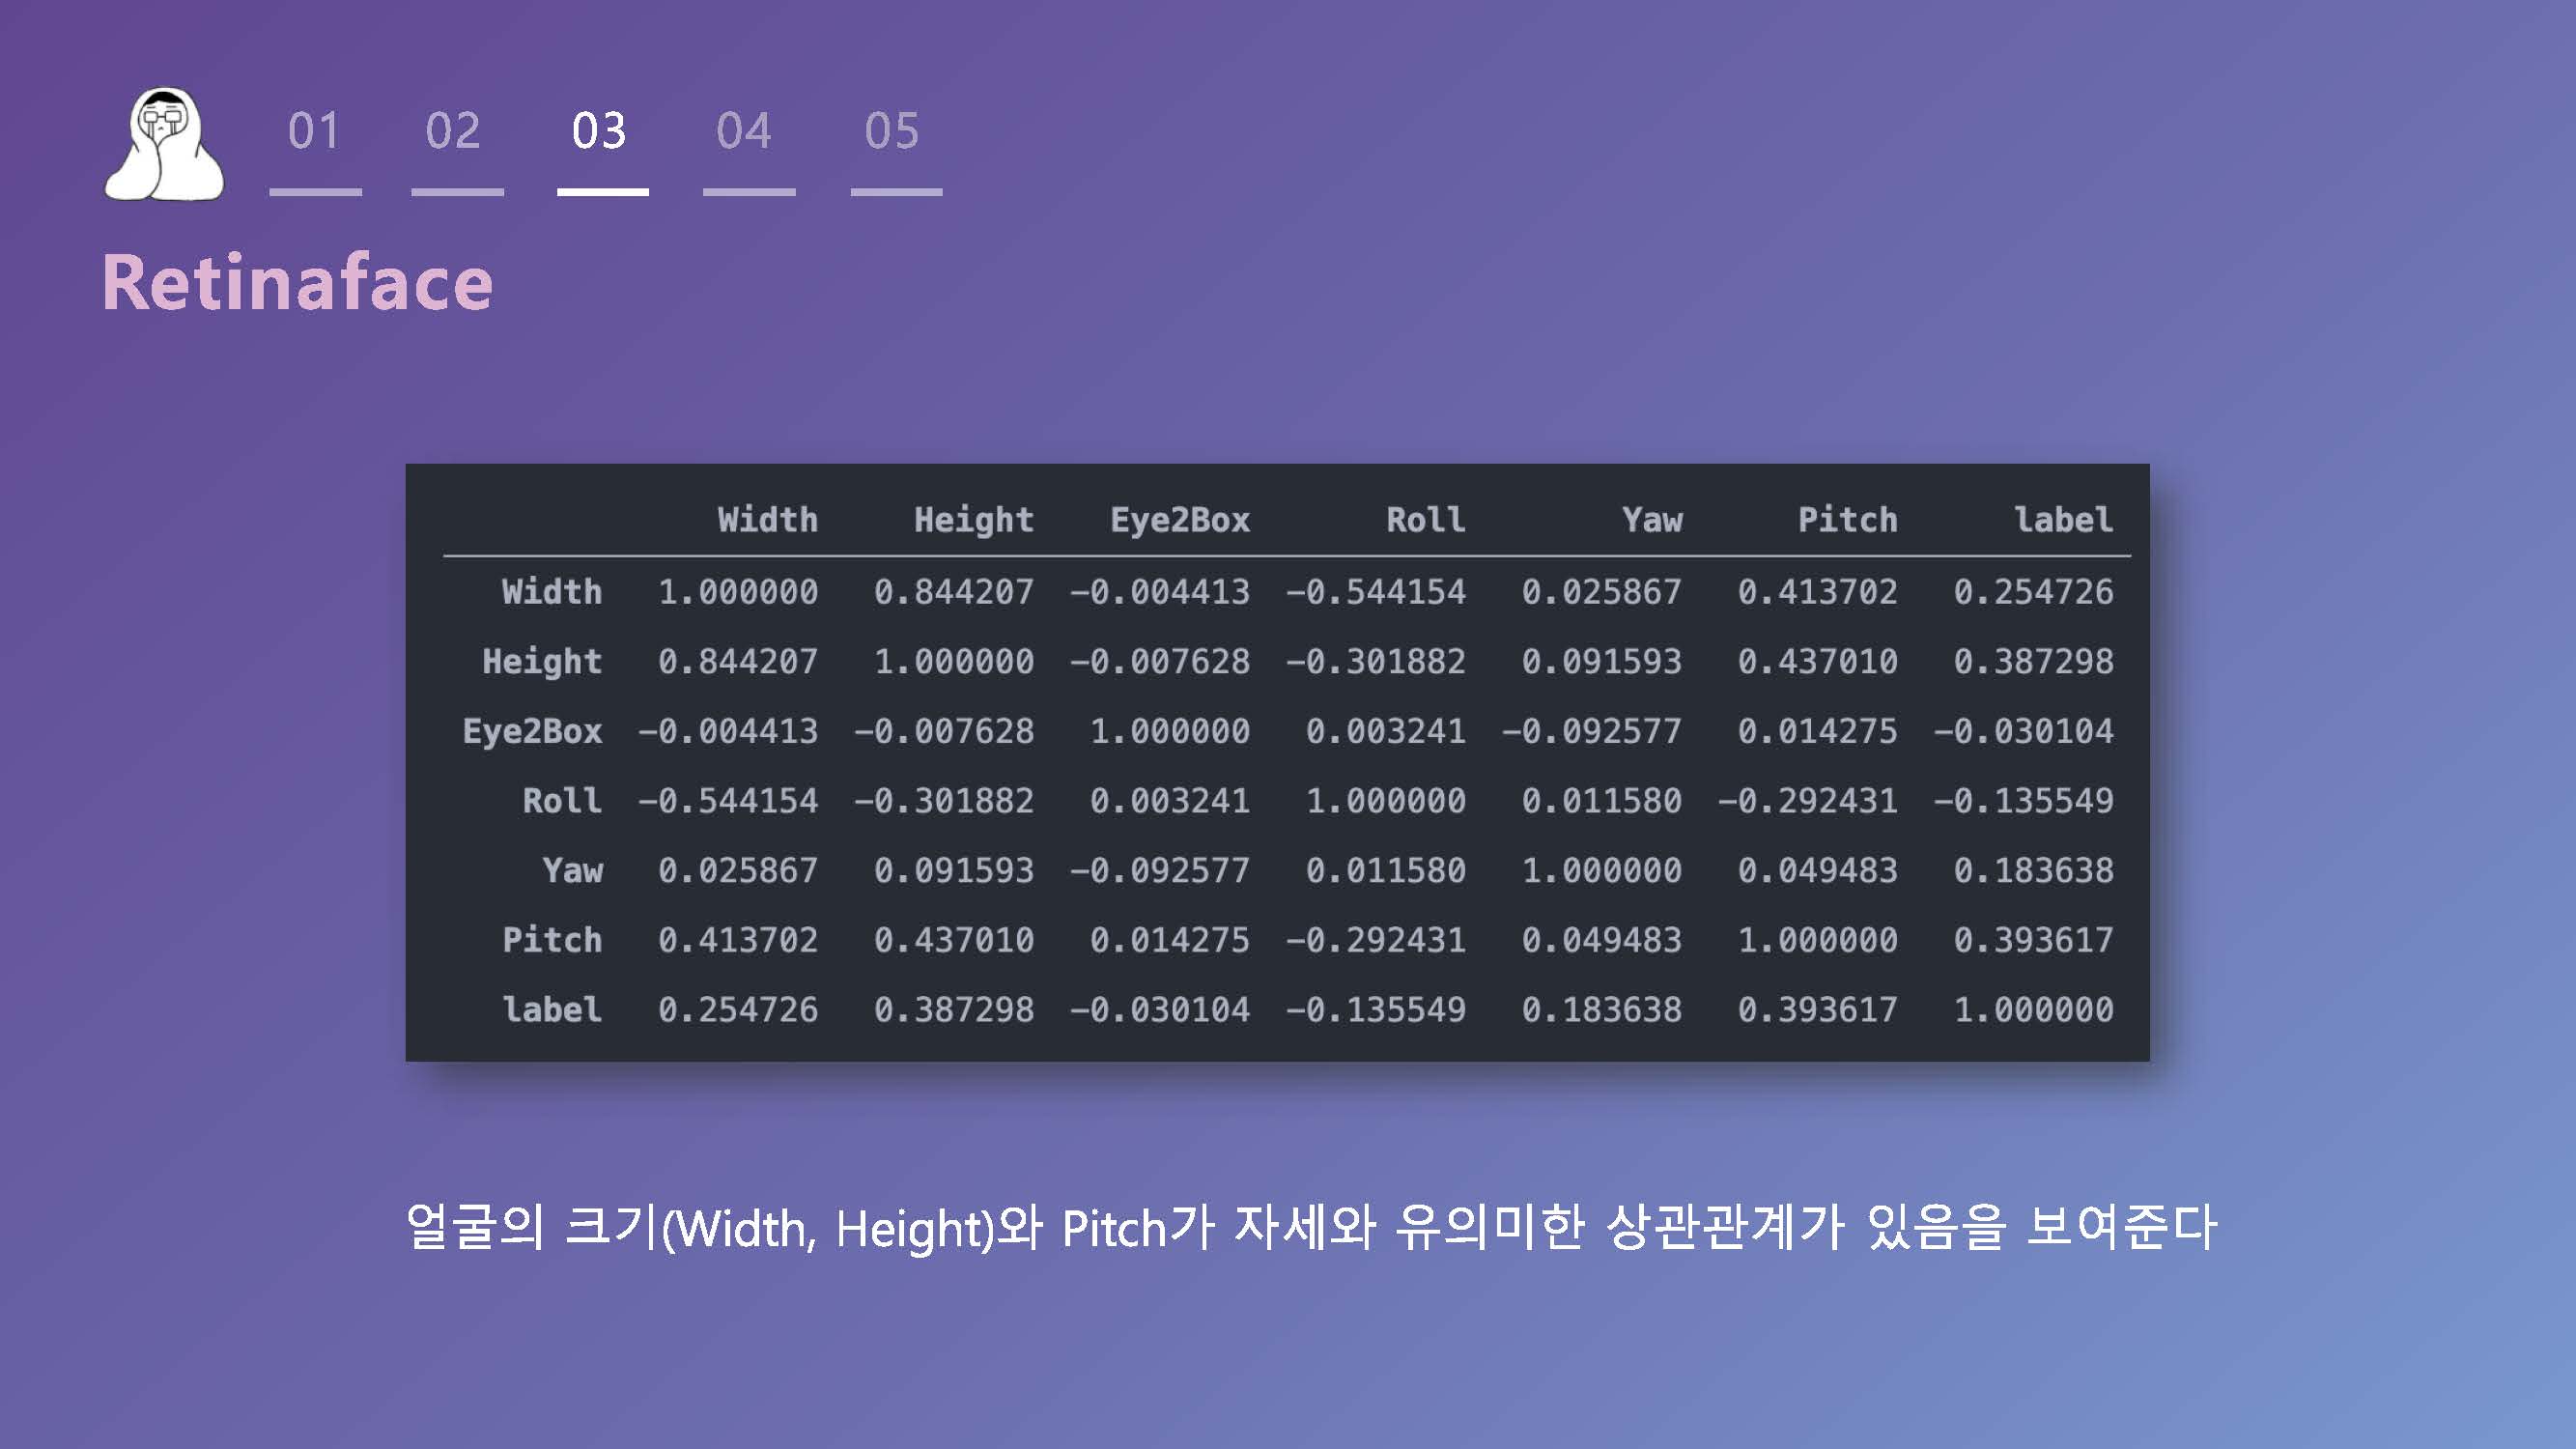 01 02 03 04 05
Retinaface
Width Height Eye2Box Roll Yaw Pitch label
Width 1.000000 0.844207 −0.004413 −0.544154 0.025867 0.413702 0.254726
Height 0.844207 1.000000 −0.007628 −0.301882 0.091593 0.437010 0.387298
Eye2Box −0.004413 −0.007628 1.000000 0.003241 −0.092577 0.014275 −0.030104
Roll −0.544154 −0.301882 0.003241 1.000000 0.011580 −0.292431 −0.135549
Yaw 0.025867 0.091593 −0.092577 0.011580 1.000000 0.049483 0.183638
Pitch 0.413702 0.437010 0.014275 −0.292431 0.049483 1.000000 0.393617
label 0.254726 0.387298 −0.030104 −0.135549 0.183638 0.393617 1.000000
얼굴의 크기(Width, Height)와 Pitch가 자세와 유의미한 상관관계가 있음을 보여준다